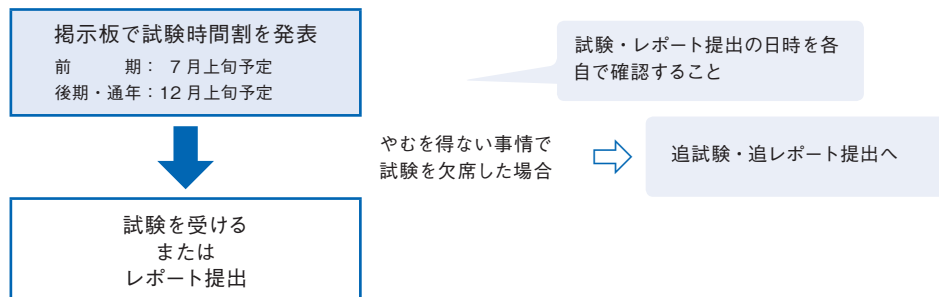 掲示板で試験時間割を発表
前　　期： 7月上旬予定
後期・通年：12月上旬予定
試験・レポート提出の日時を各
自で確認すること
やむを得ない事情で
試験を欠席した場合
追試験・追レポート提出へ
試験を受ける
または
レポート提出